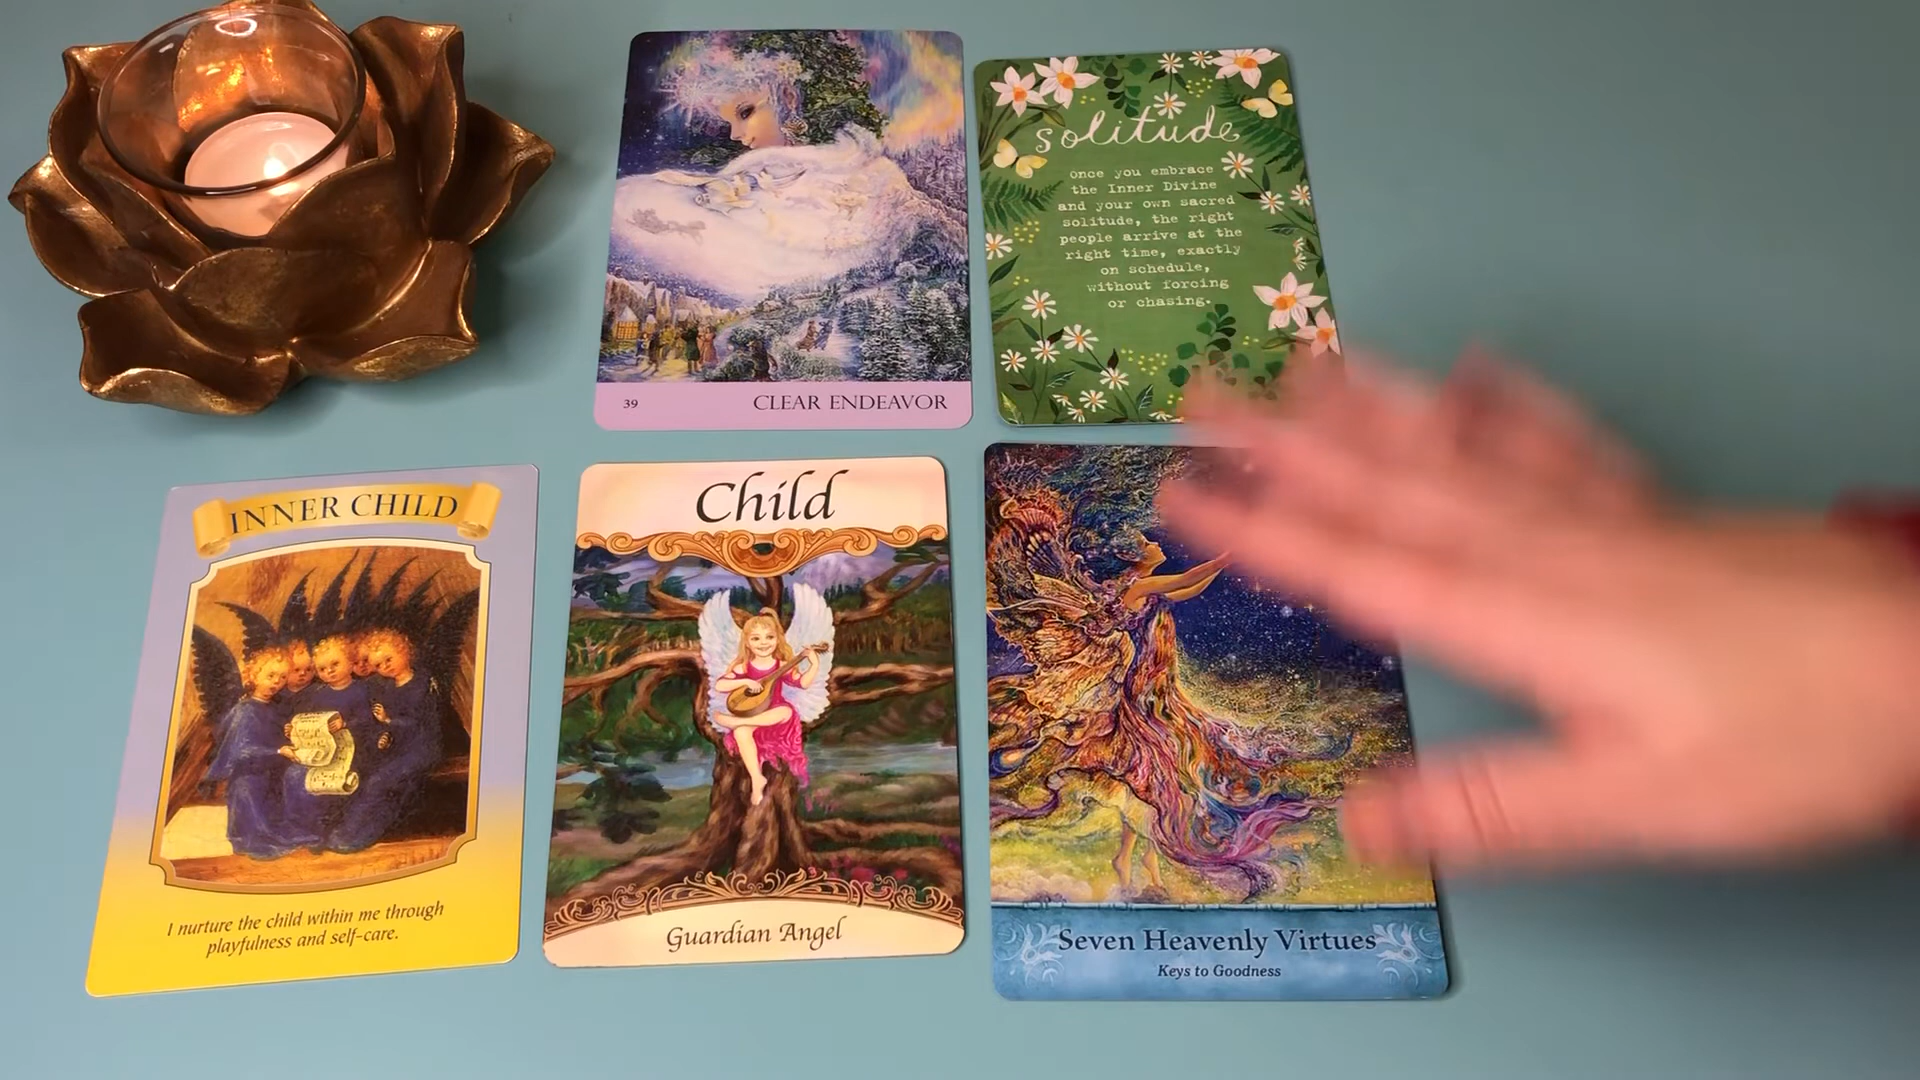 39
CLEAR ENDEAVOR
solitude
Once you embrace
the Inner Divine
and your own sacred
solitude, the right
people arrive at the
right time, exactly
on schedule,
without forcing
or chasing.
INNER CHILD
I nurture the child within me through
playfulness and self-care.
Child
Guardian Angel
Seven Heavenly Virtues
Keys to Goodness